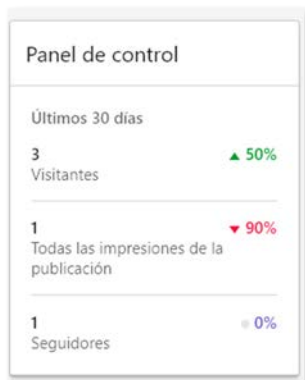 Panel de control
Últimos 30 días
3 ▲ 50%
Visitantes
1 ▼ 90%
Todas las impresiones de la
publicación
1 0%
Seguidores